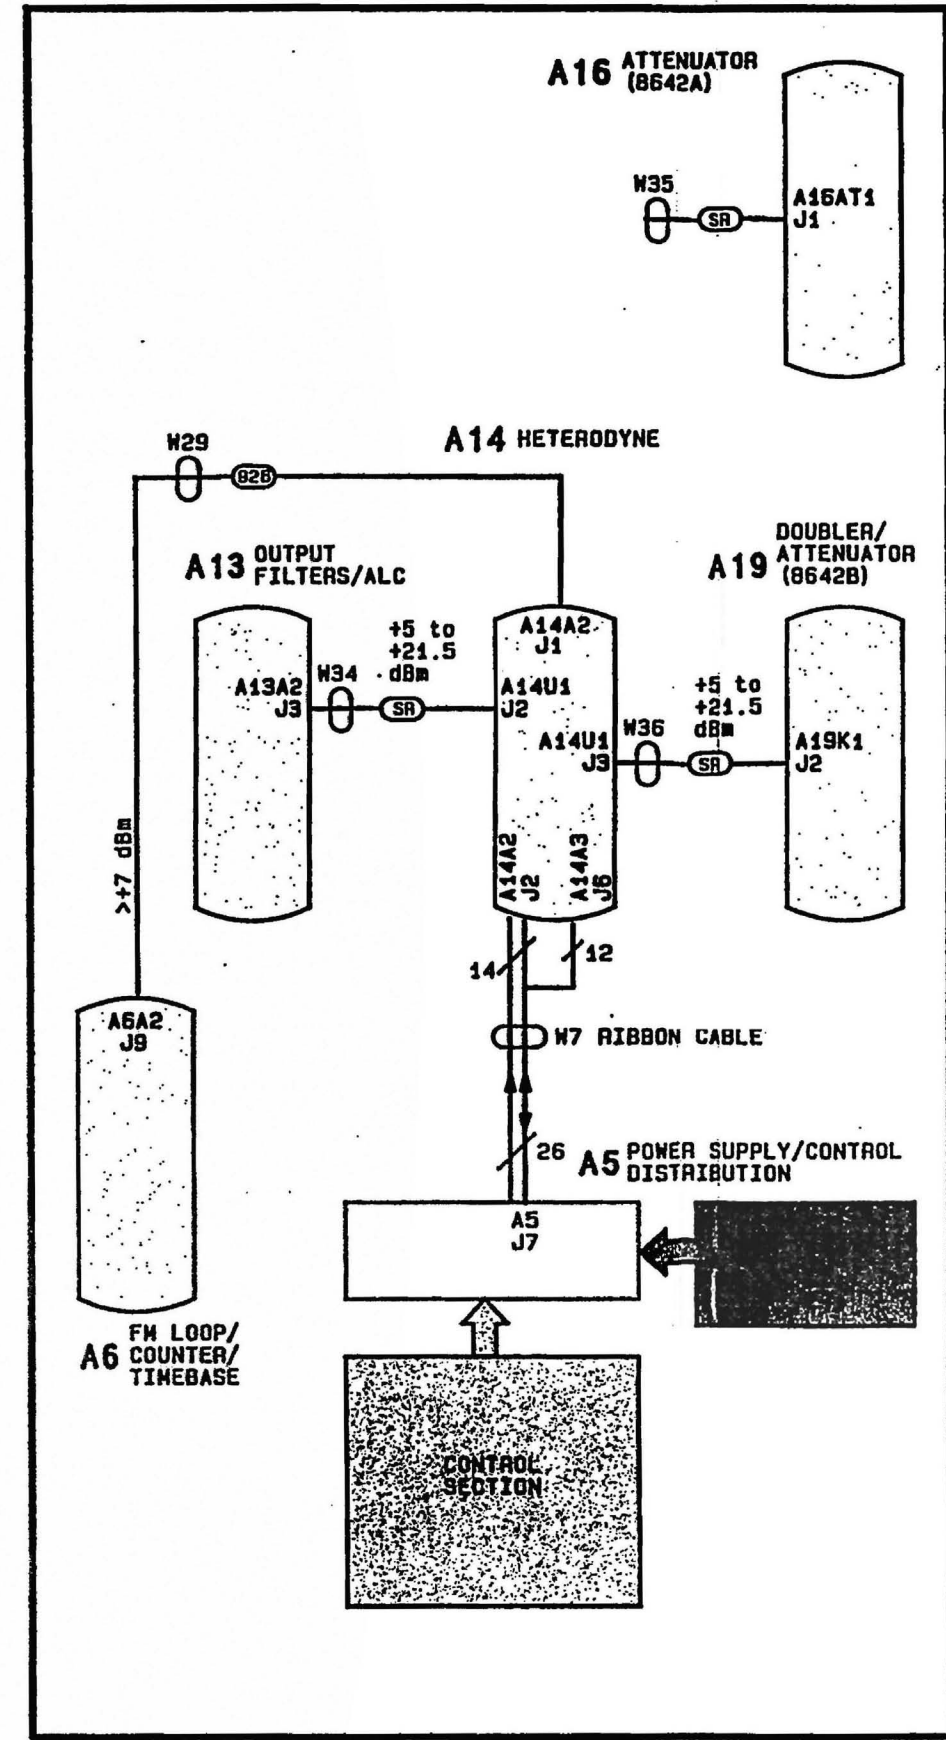 A16 ATTENUATOR
(8642A)
W35
SR
A16AT1
J1
A14 HETERODYNE
W29
82B
A13 OUTPUT
FILTERS/ALC
A19 DOUBLER/
ATTENUATOR
(8642B)
+5 to
+21.5
dBm
A14A2
J1
A13A2
J3
W34
SR
A14U1
J2
+5 to
+21.5
dBm
A14U1
J3
W36
SR
A19K1
J2
>+7 dBm
A14A2
J2
A14A3
J6
14
12
A6A2
J9
W7 RIBBON CABLE
26
A5 POWER SUPPLY/CONTROL
DISTRIBUTION
A5
J7
A6 FM LOOP/
COUNTER/
TIMEBASE
CONTROL
SECTION